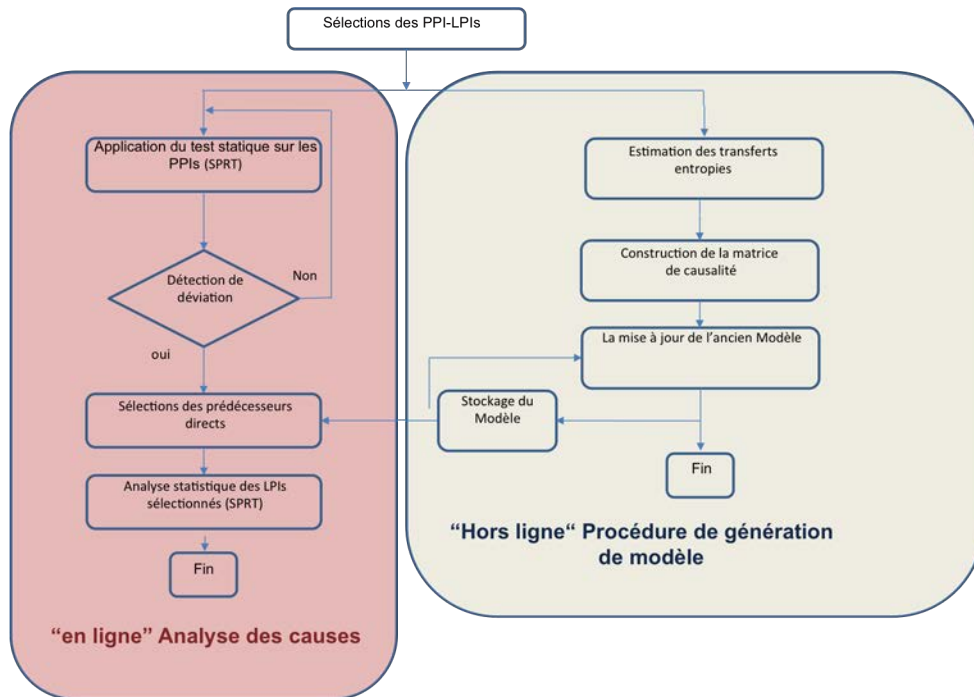 Sélections des PPI-LPIs
Application du test statique sur les
PPIs (SPRT)
Détection de
déviation
Non
oui
Sélections des prédécesseurs
directs
Analyse statistique des LPIs
sélectionnés (SPRT)
Fin
“en ligne” Analyse des causes
Estimation des transferts
entropies
Construction de la matrice
de causalité
La mise à jour de l’ancien Modèle
Stockage du
Modèle
Fin
“Hors ligne“ Procédure de génération
de modèle